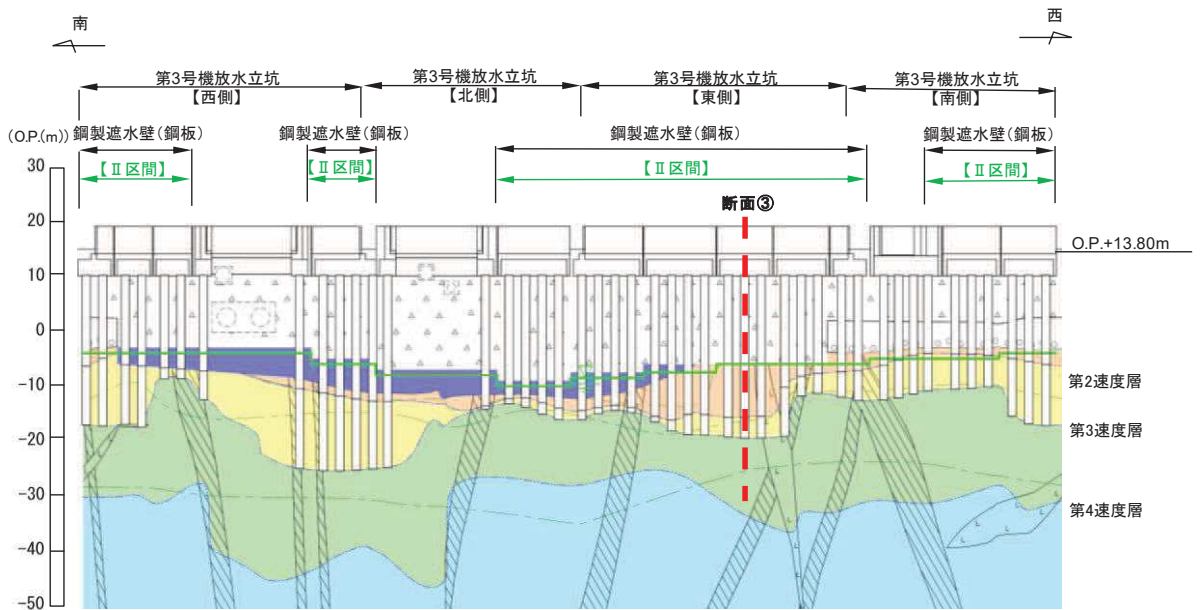 南
西
第3号機放水立坑
【西側】
第3号機放水立坑
【北側】
第3号機放水立坑
【東側】
第3号機放水立坑
【南側】
(O.P.(m))
鋼製遮水壁(鋼板)
鋼製遮水壁(鋼板)
鋼製遮水壁(鋼板)
鋼製遮水壁(鋼板)
【Ⅱ区間】
【Ⅱ区間】
【Ⅱ区間】
【Ⅱ区間】
断面③
O.P.+13.80m
30
20
10
0
-10
-20
-30
-40
-50
第2速度層
第3速度層
第4速度層